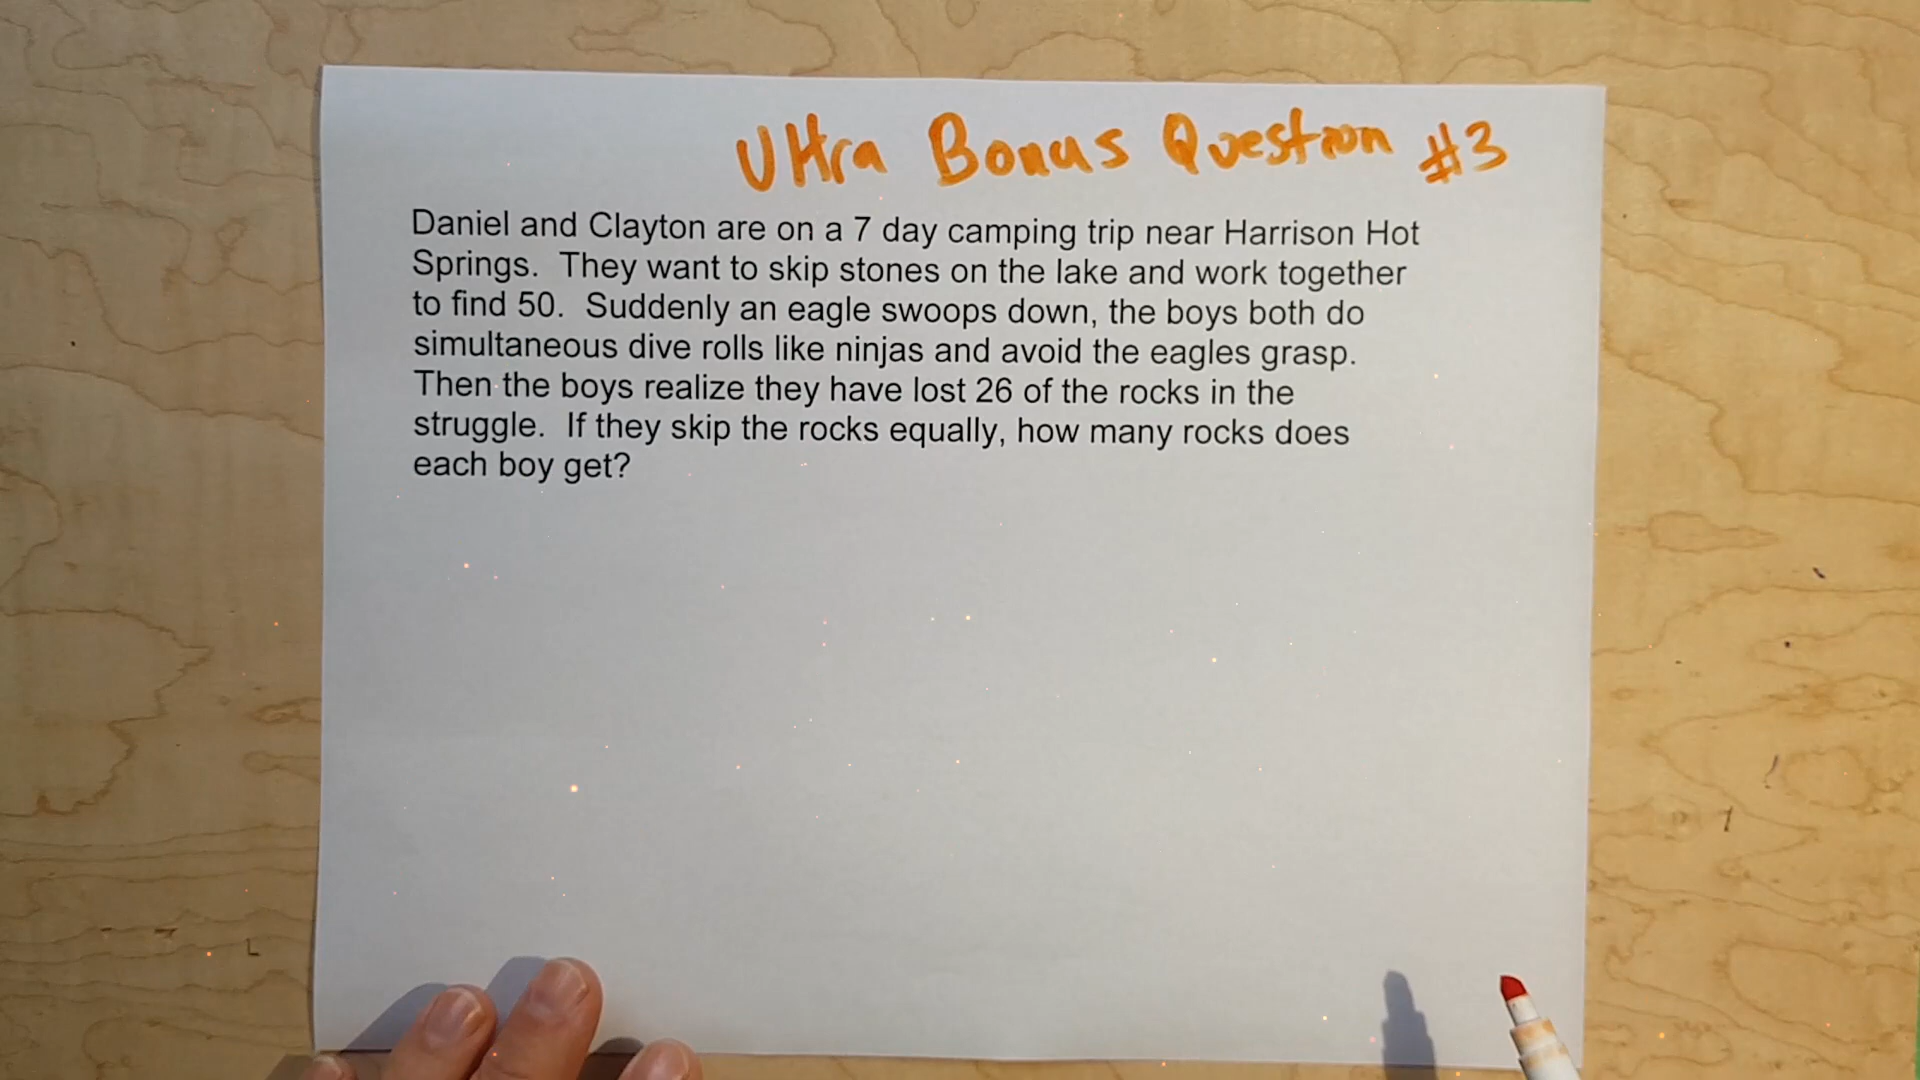 Ultra Bonus Question #3
Daniel and Clayton are on a 7 day camping trip near Harrison Hot
Springs. They want to skip stones on the lake and work together
to find 50. Suddenly an eagle swoops down, the boys both do
simultaneous dive rolls like ninjas and avoid the eagles grasp.
Then the boys realize they have lost 26 of the rocks in the
struggle. If they skip the rocks equally, how many rocks does
each boy get?